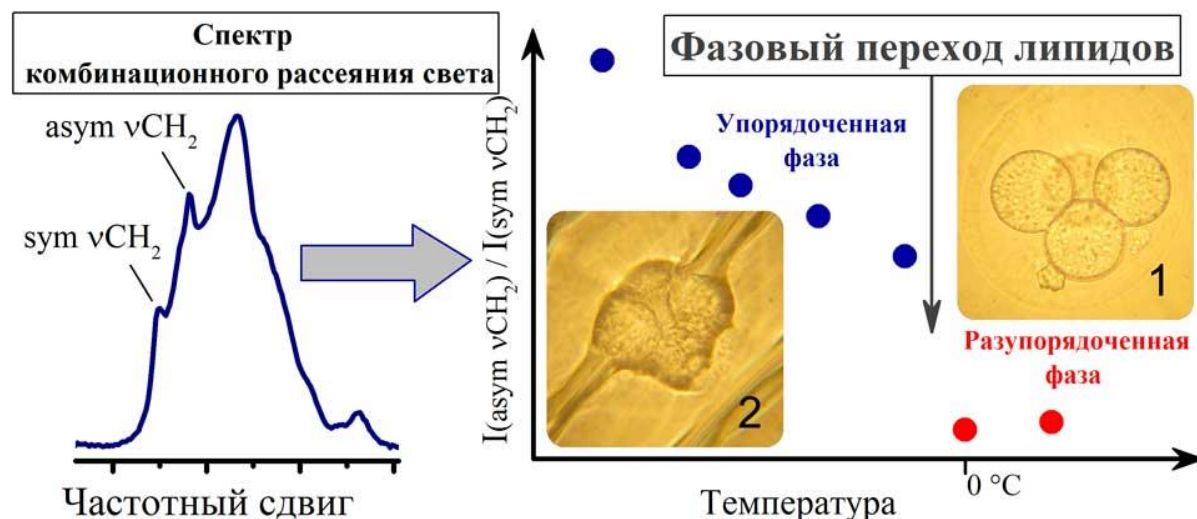 Спектр
комбинационного рассеяния света
asym νCH₂
sym νCH₂
Частотный сдвиг
I(asym νCH₂) / I(sym νCH₂)
Фазовый переход липидов
Упорядоченная
фаза
1
2
Разупорядоченная
фаза
0 °C
Температура